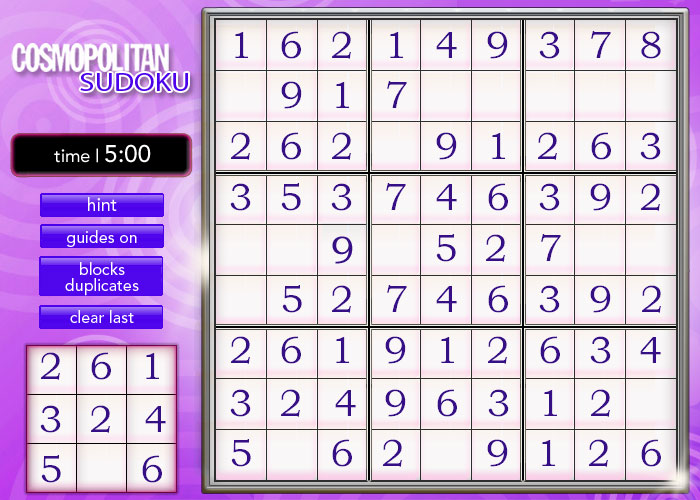 COSMOPOLITAN
SUDOKU
time | 5:00
hint
guides on
blocks
duplicates
clear last
2 6 1
3 2 4
5 6
1 6 2 1 4 9 3 7 8
9 1 7
2 6 2 9 1 2 6 3
3 5 3 7 4 6 3 9 2
9 5 2 7
5 2 7 4 6 3 9 2
2 6 1 9 1 2 6 3 4
3 2 4 9 6 3 1 2
5 6 2 9 1 2 6